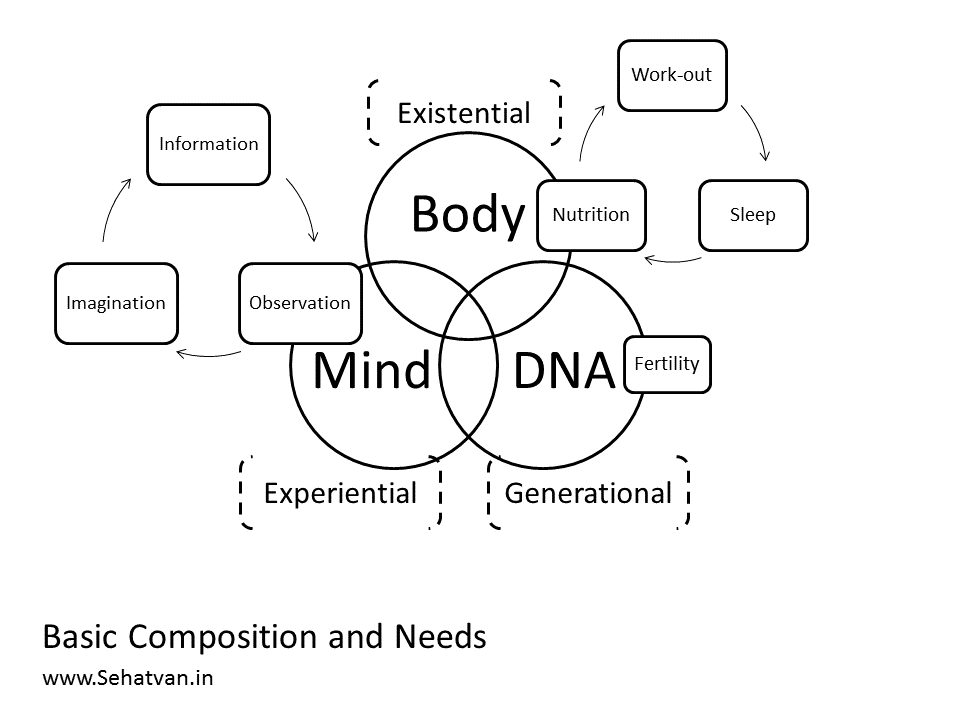 Work-out
Existential
Information
Body
Nutrition
Sleep
Imagination
Observation
Mind
DNA
Fertility
Experiential
Generational
Basic Composition and Needs
www.Sehatvan.in